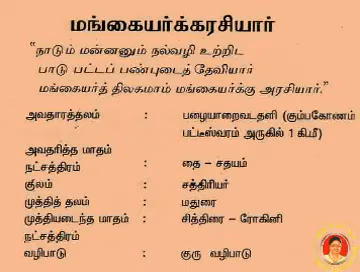 மங்கையர்க்கரசியார்
“நாடும் மன்னனும் நல்வழி உற்றிட
பாடு பட்டப் பண்புடைத் தேவியார்
மங்கையர்த் திலகமாம் மங்கையர்க்கு அரசியார்.”
அவதாரத்தலம் : பழையாறைவடதளி (கும்பகோணம்
பட்டீஸ்வரம் அருகில் 1 கி.மீ)
அவதரித்த மாதம்
நட்சத்திரம் : தை – சதயம்
குலம் : சத்திரியர்
முத்தித் தலம் : மதுரை
முத்தியடைந்த மாதம் : சித்திரை – ரோகினி
நட்சத்திரம்
வழிபாடு : குரு வழிபாடு